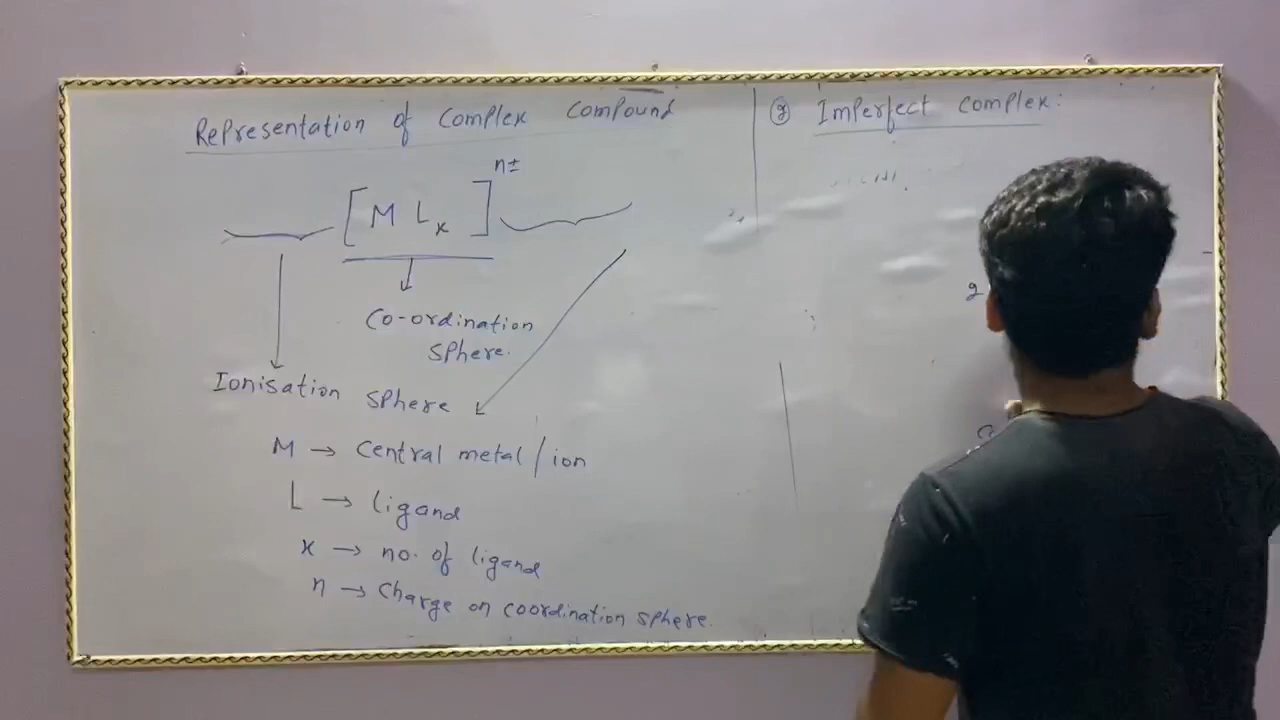 Representation of Complex Compound
[M Lx]n±
Co-ordination
sphere.
Ionisation sphere
M → Central metal/ion
L → ligand
x → no. of ligand
n → Charge on coordination sphere.
Imperfect Complex: